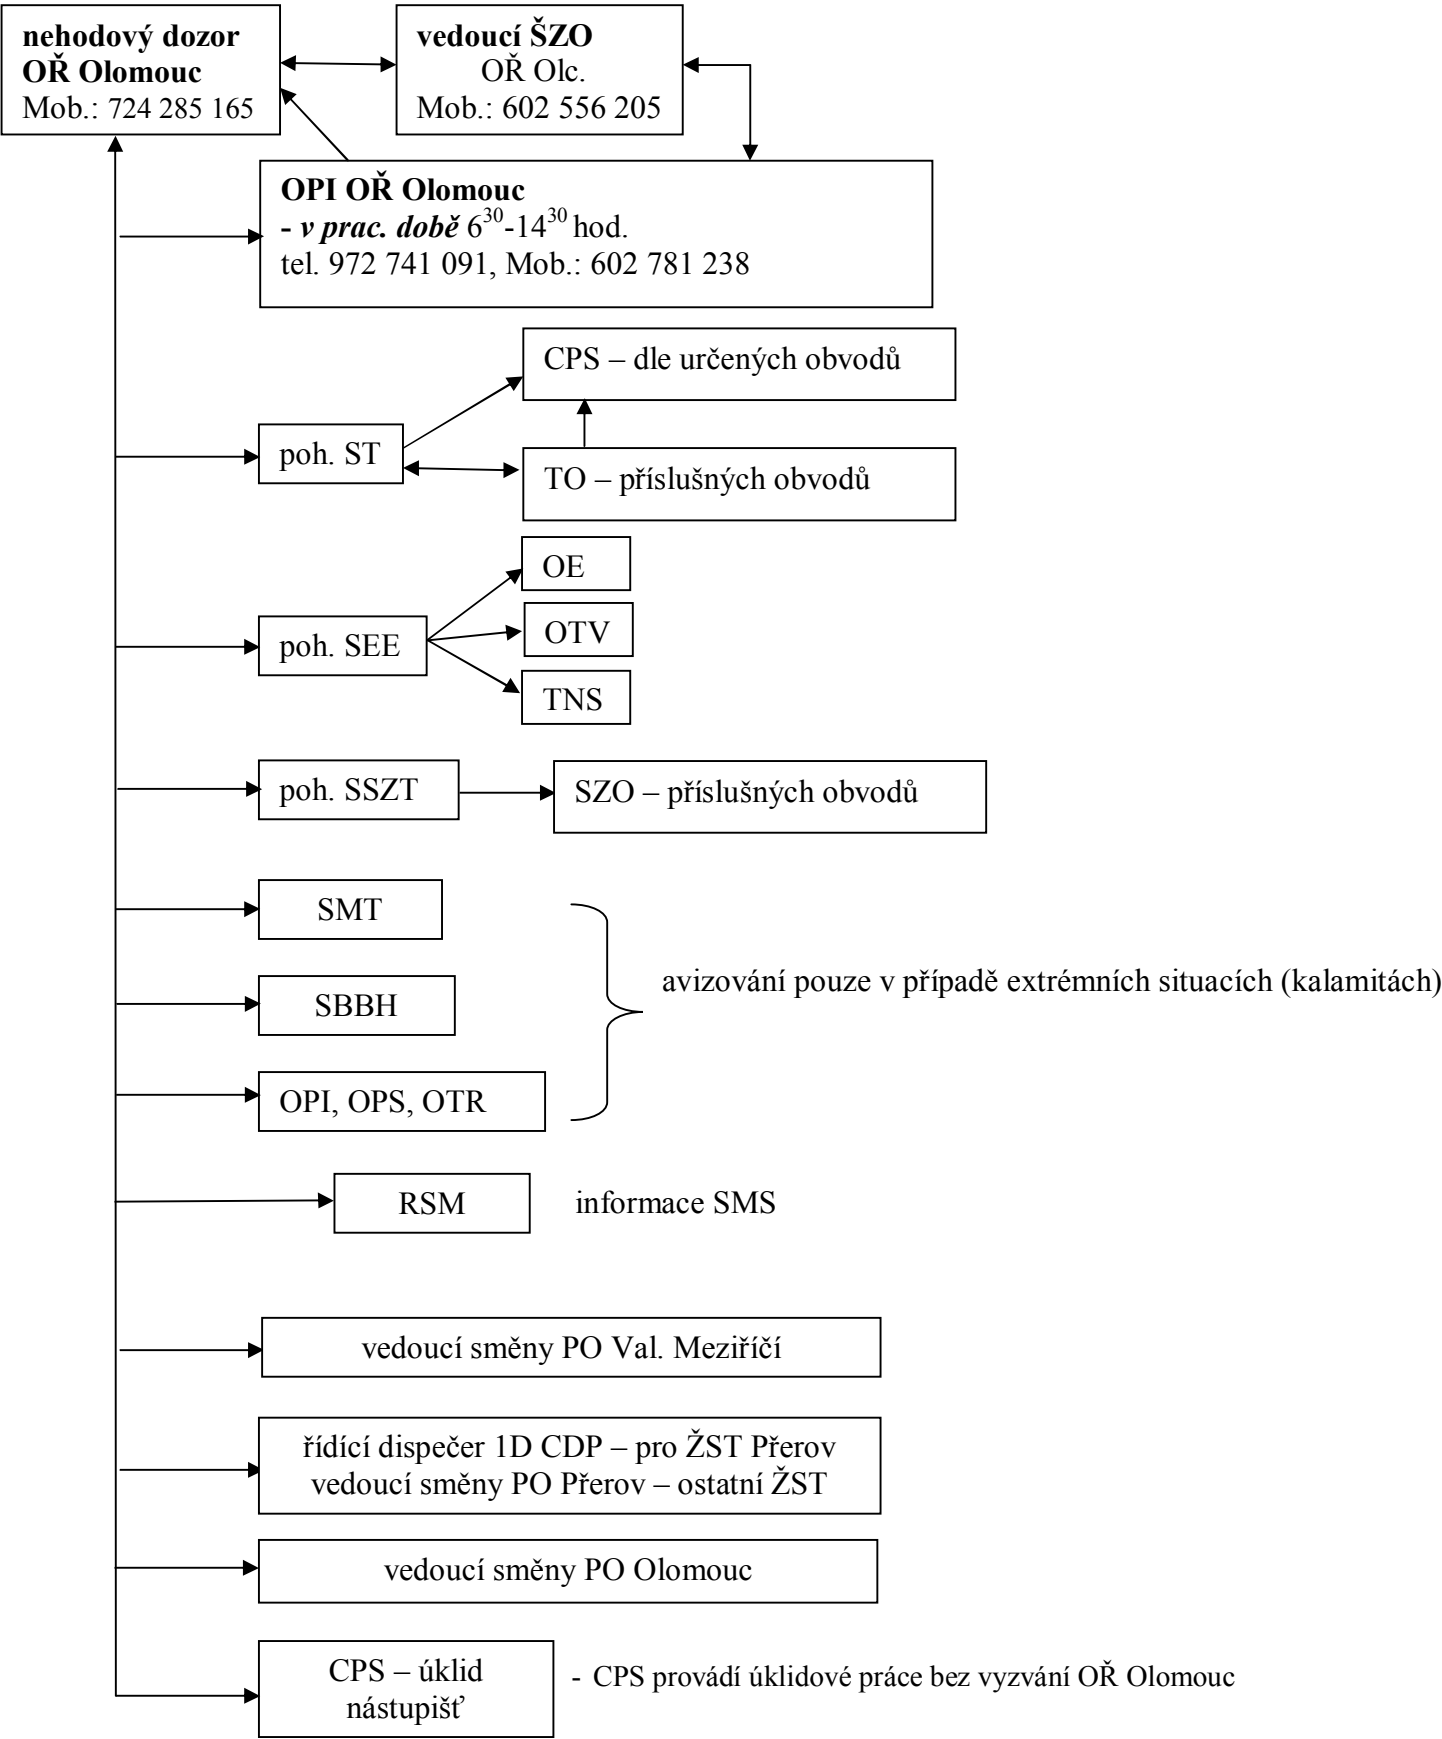 nehodový dozor
OŘ Olomouc
Mob.: 724 285 165
vedoucí ŠZO
OŘ Olc.
Mob.: 602 556 205
OPI OŘ Olomouc
- v prac. době 6³⁰-14³⁰ hod.
tel. 972 741 091, Mob.: 602 781 238
CPS – dle určených obvodů
poh. ST
TO – příslušných obvodů
OE
OTV
poh. SEE
TNS
poh. SSZT
SZO – příslušných obvodů
SMT
avizování pouze v případě extrémních situacích (kalamitách)
SBBH
OPI, OPS, OTR
RSM
informace SMS
vedoucí směny PO Val. Meziříčí
řídící dispečer 1D CDP – pro ŽST Přerov
vedoucí směny PO Přerov – ostatní ŽST
vedoucí směny PO Olomouc
CPS – úklid
nástupišť
- CPS provádí úklidové práce bez vyzvání OŘ Olomouc